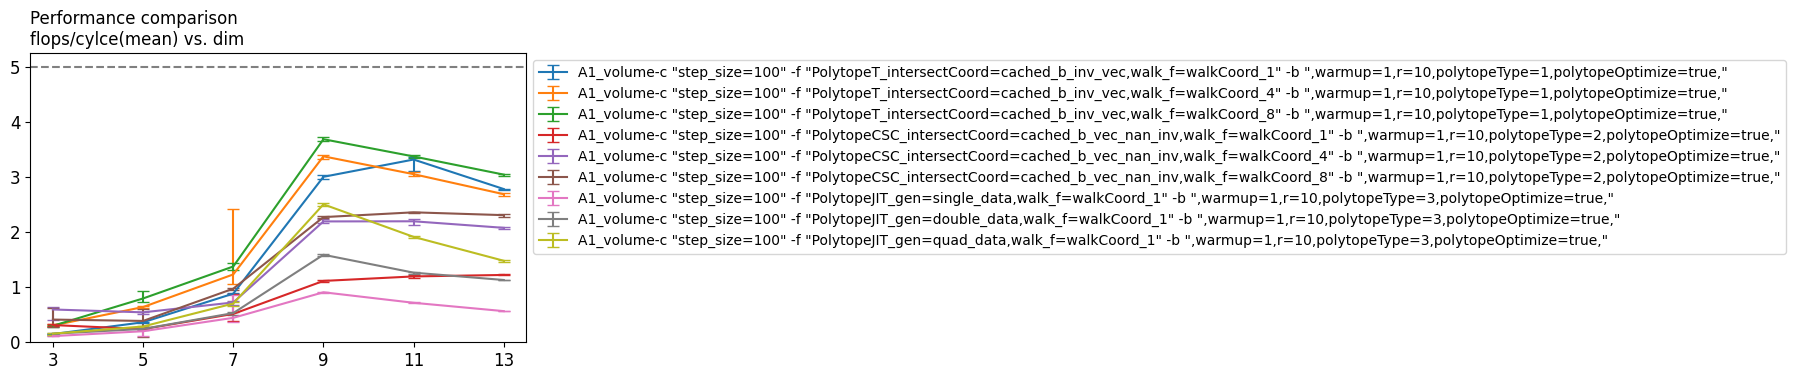 Performance comparison
flops/cylce(mean) vs. dim
5
4
3
2
1
0
3 5 7 9 11 13
A1_volume-c "step_size=100" -f "PolytopeT_intersectCoord=cached_b_inv_vec,walk_f=walkCoord_1" -b ",warmup=1,r=10,polytopeType=1,polytopeOptimize=true,"
A1_volume-c "step_size=100" -f "PolytopeT_intersectCoord=cached_b_inv_vec,walk_f=walkCoord_4" -b ",warmup=1,r=10,polytopeType=1,polytopeOptimize=true,"
A1_volume-c "step_size=100" -f "PolytopeT_intersectCoord=cached_b_inv_vec,walk_f=walkCoord_8" -b ",warmup=1,r=10,polytopeType=1,polytopeOptimize=true,"
A1_volume-c "step_size=100" -f "PolytopeCSC_intersectCoord=cached_b_vec_nan_inv,walk_f=walkCoord_1" -b ",warmup=1,r=10,polytopeType=2,polytopeOptimize=true,"
A1_volume-c "step_size=100" -f "PolytopeCSC_intersectCoord=cached_b_vec_nan_inv,walk_f=walkCoord_4" -b ",warmup=1,r=10,polytopeType=2,polytopeOptimize=true,"
A1_volume-c "step_size=100" -f "PolytopeCSC_intersectCoord=cached_b_vec_nan_inv,walk_f=walkCoord_8" -b ",warmup=1,r=10,polytopeType=2,polytopeOptimize=true,"
A1_volume-c "step_size=100" -f "PolytopeJIT_gen=single_data,walk_f=walkCoord_1" -b ",warmup=1,r=10,polytopeType=3,polytopeOptimize=true,"
A1_volume-c "step_size=100" -f "PolytopeJIT_gen=double_data,walk_f=walkCoord_1" -b ",warmup=1,r=10,polytopeType=3,polytopeOptimize=true,"
A1_volume-c "step_size=100" -f "PolytopeJIT_gen=quad_data,walk_f=walkCoord_1" -b ",warmup=1,r=10,polytopeType=3,polytopeOptimize=true,"